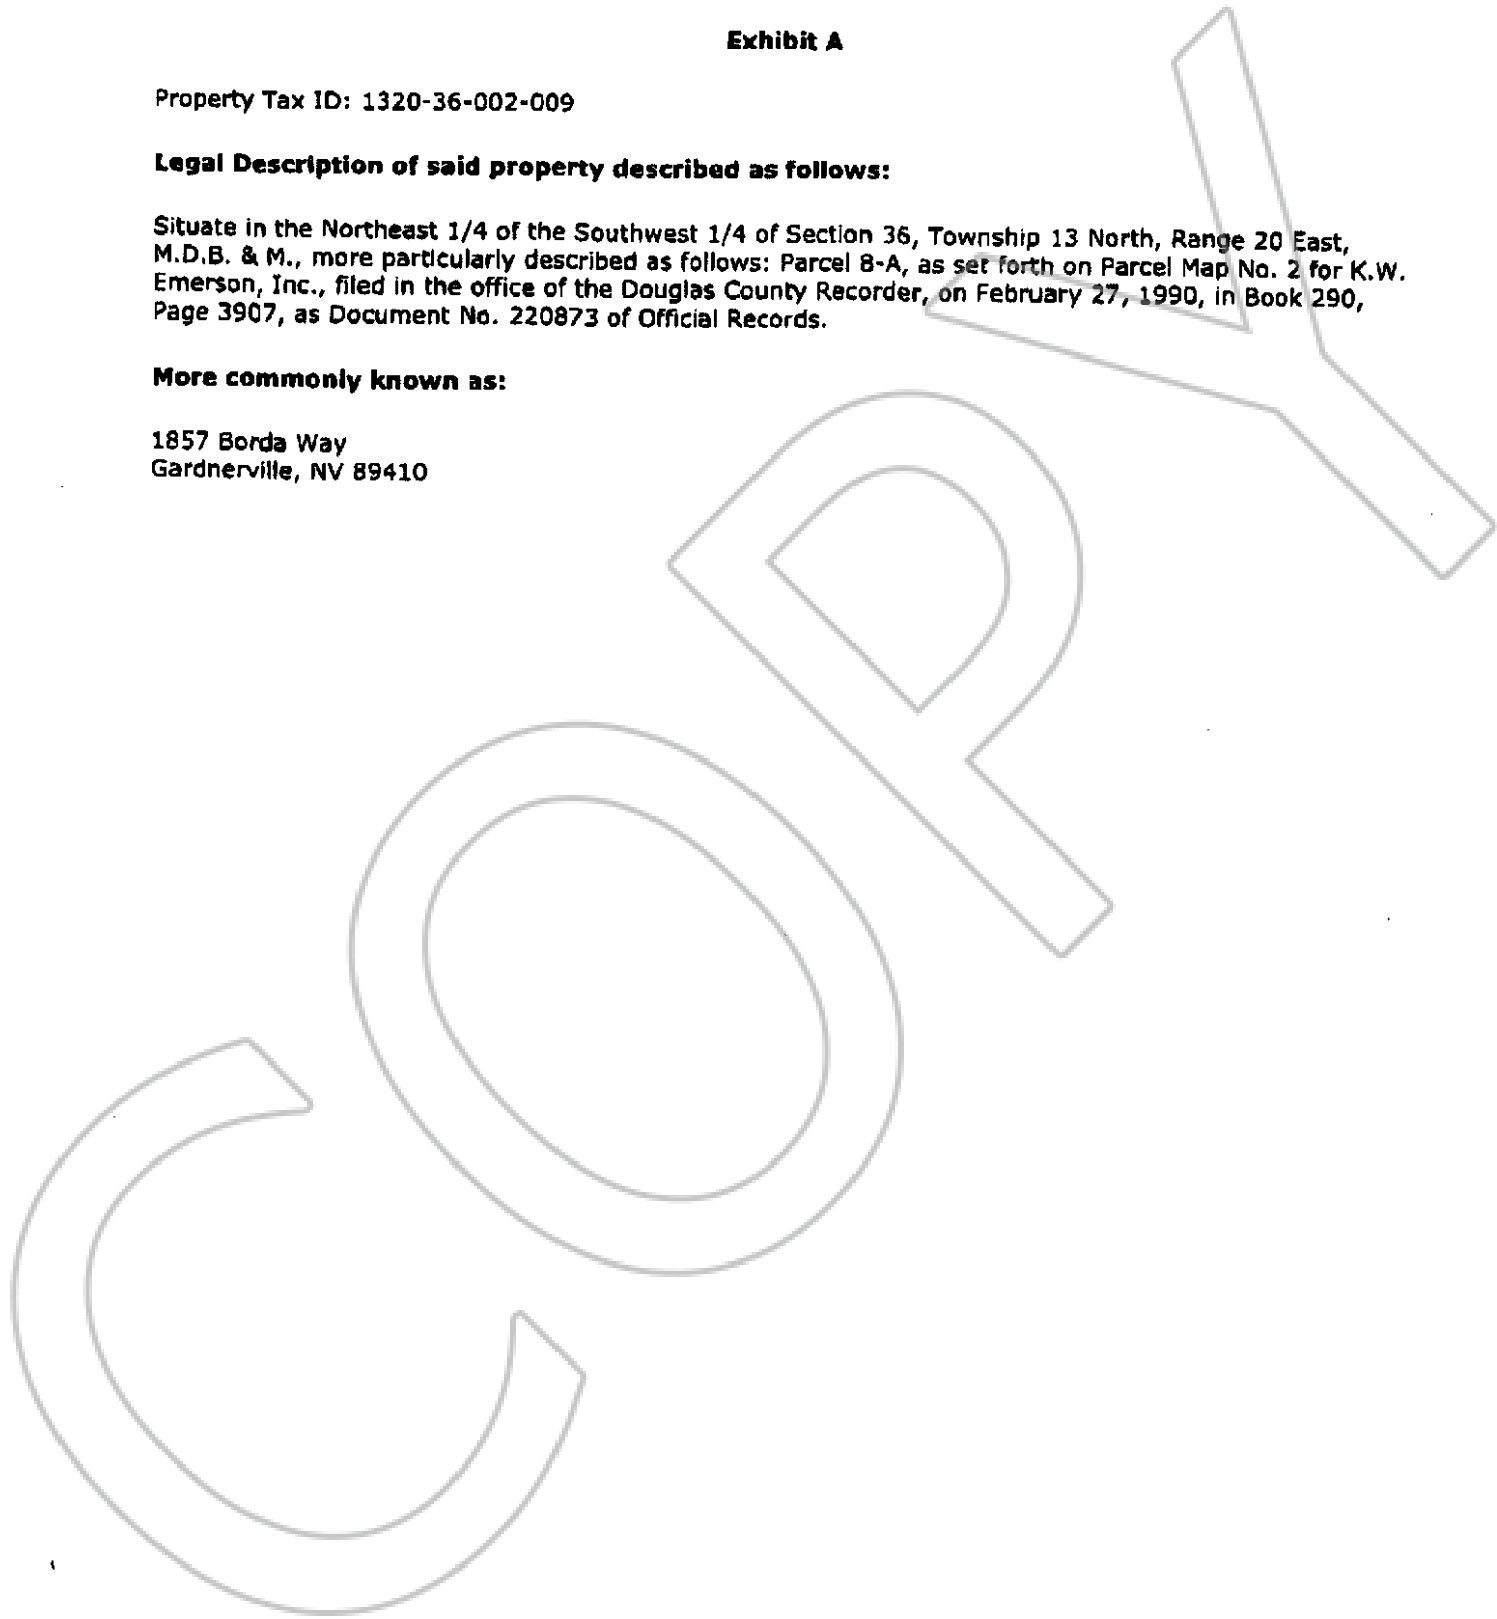 Exhibit A
Property Tax ID: 1320-36-002-009
Legal Description of said property described as follows:
Situate in the Northeast 1/4 of the Southwest 1/4 of Section 36, Township 13 North, Range 20 East,
M.D.B. & M., more particularly described as follows: Parcel 8-A, as set forth on Parcel Map No. 2 for K.W.
Emerson, Inc., filed in the office of the Douglas County Recorder, on February 27, 1990, in Book 290,
Page 3907, as Document No. 220873 of Official Records.
More commonly known as:
1857 Borda Way
Gardnerville, NV 89410
COPY